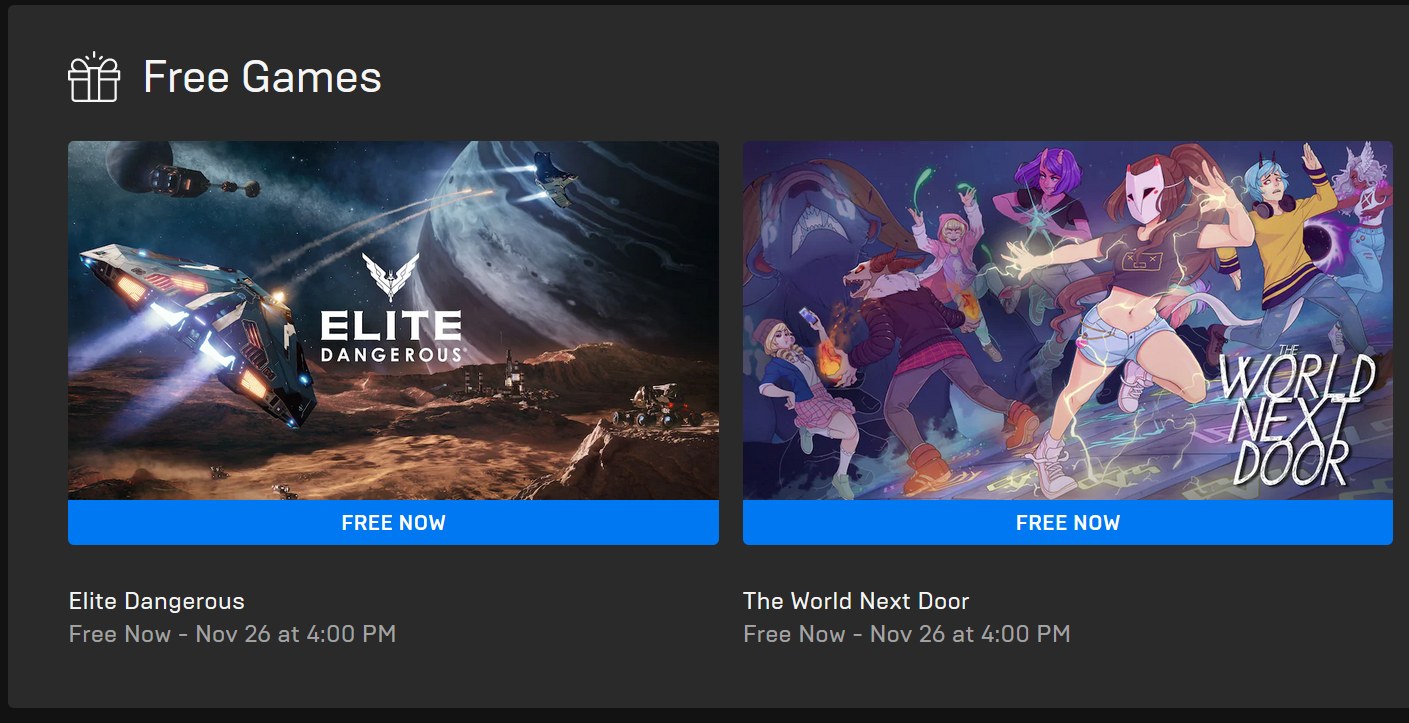 Free Games
ELITE
DANGEROUS
FREE NOW
Elite Dangerous
Free Now - Nov 26 at 4:00 PM
THE
WORLD
NEXT
DOOR
FREE NOW
The World Next Door
Free Now - Nov 26 at 4:00 PM